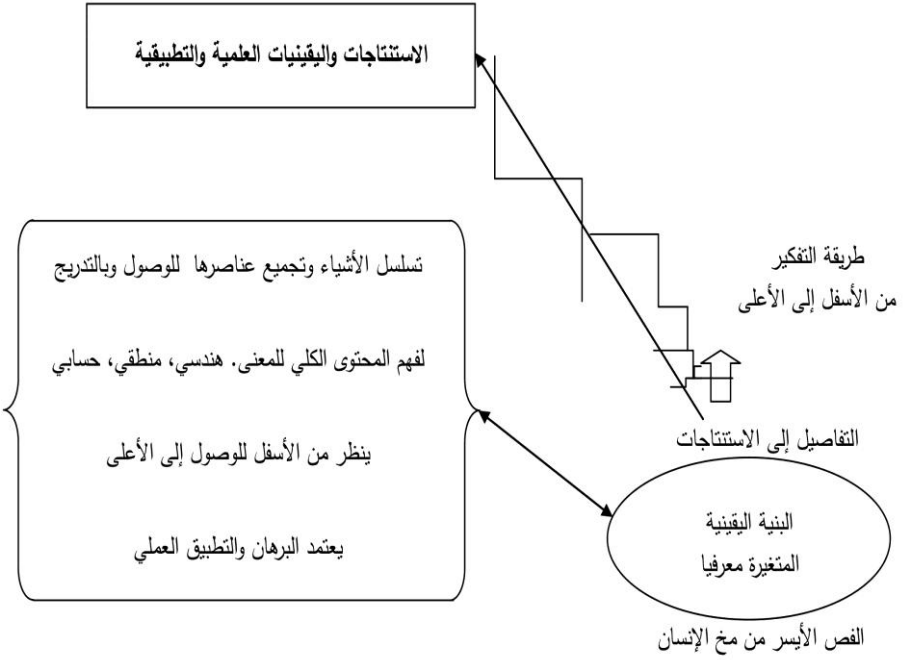 الاستنتاجات واليقينيات العلمية والتطبيقية
طريقة التفكير
من الأسفل إلى الأعلى
تسلسل الأشياء وتجميع عناصرها للوصول وبالتدريج
لفهم المحتوى الكلي للمعنى. هندسي، منطقي، حسابي
ينظر من الأسفل للوصول إلى الأعلى
يعتمد البرهان والتطبيق العملي
التفاصيل إلى الاستنتاجات
البنية اليقينية
المتغيرة معرفيا
الفص الأيسر من مخ الإنسان